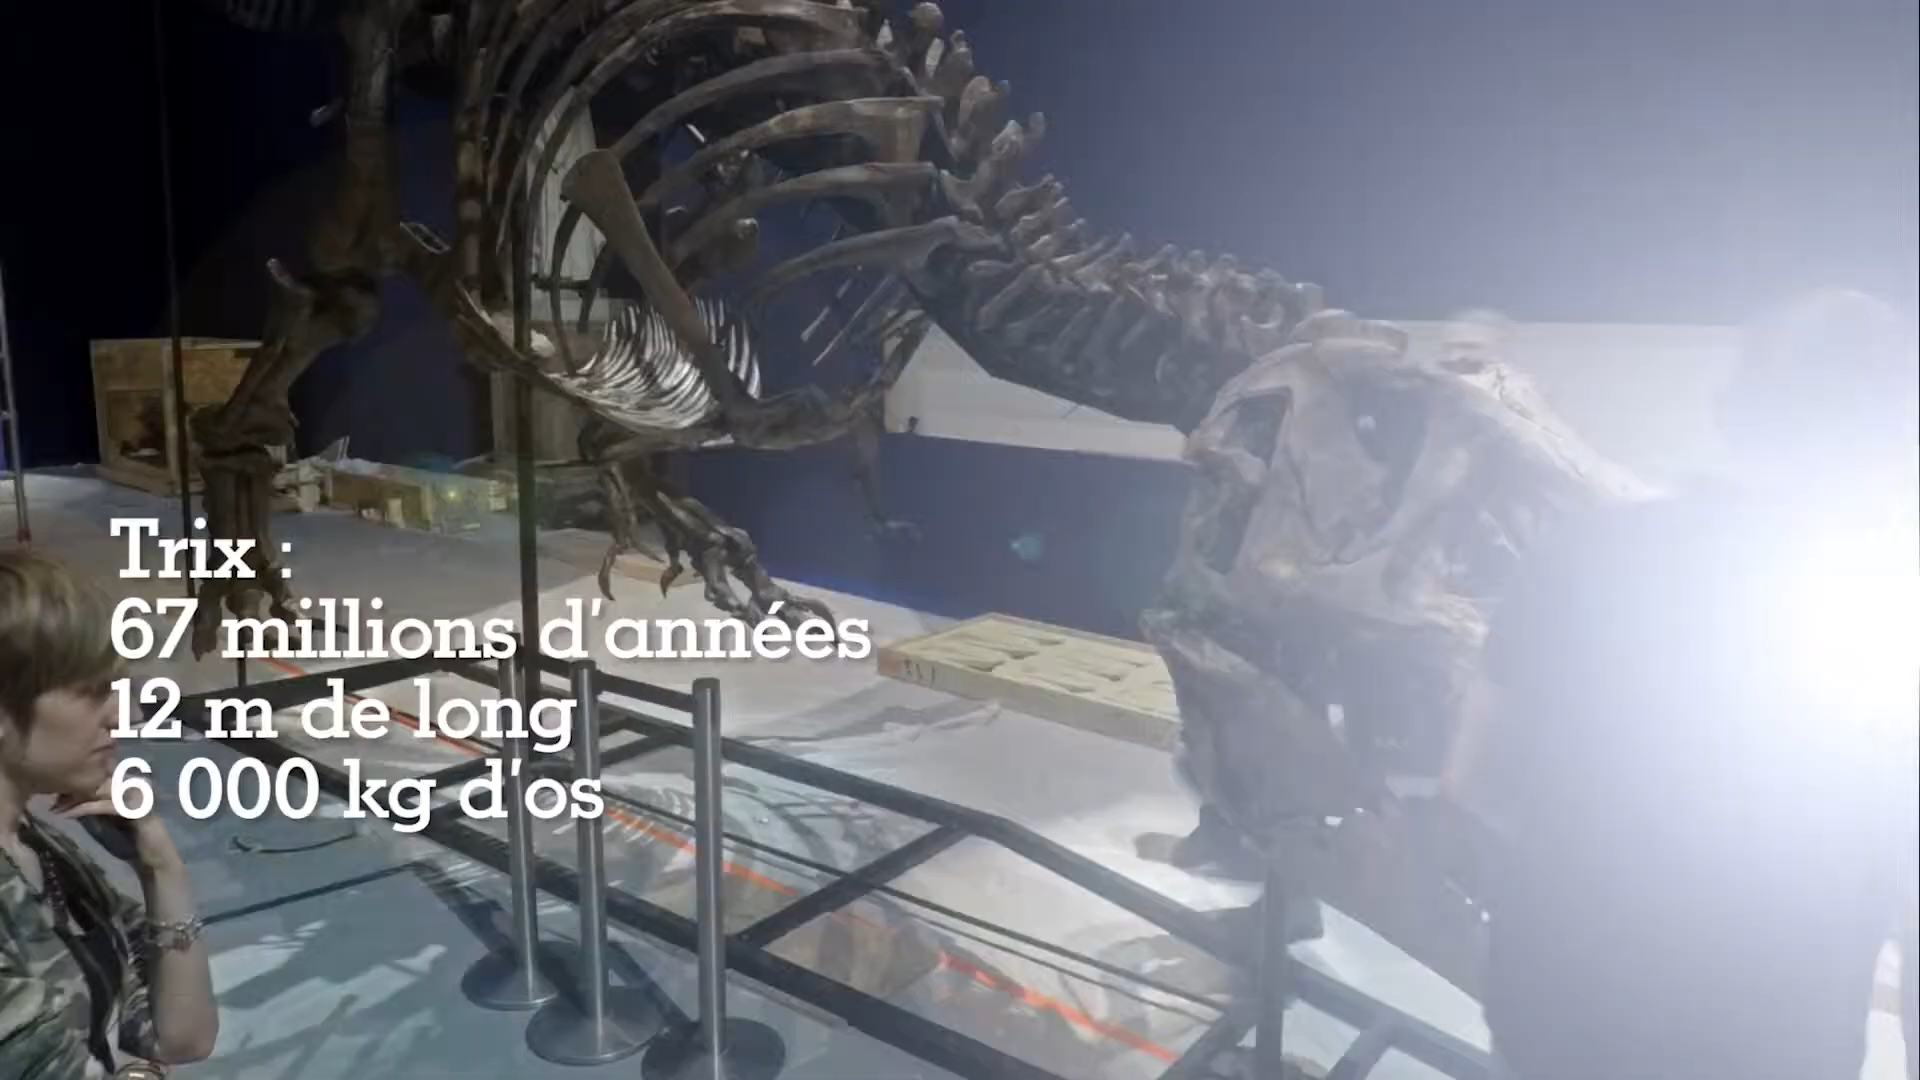 Trix :
67 millions d'années
12 m de long
6 000 kg d'os